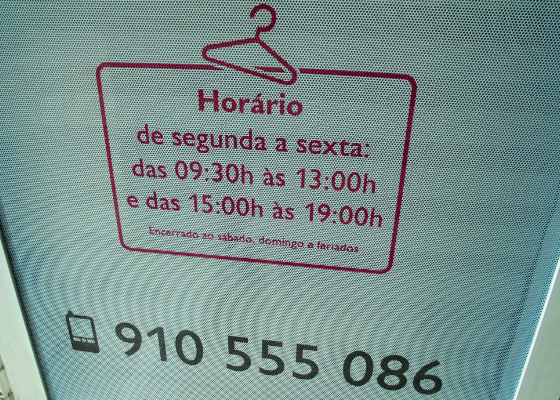 Horário
de segunda a sexta:
das 09:30h às 13:00h
e das 15:00h às 19:00h
Encerrado ao sábado, domingo e feriados
910 555 086